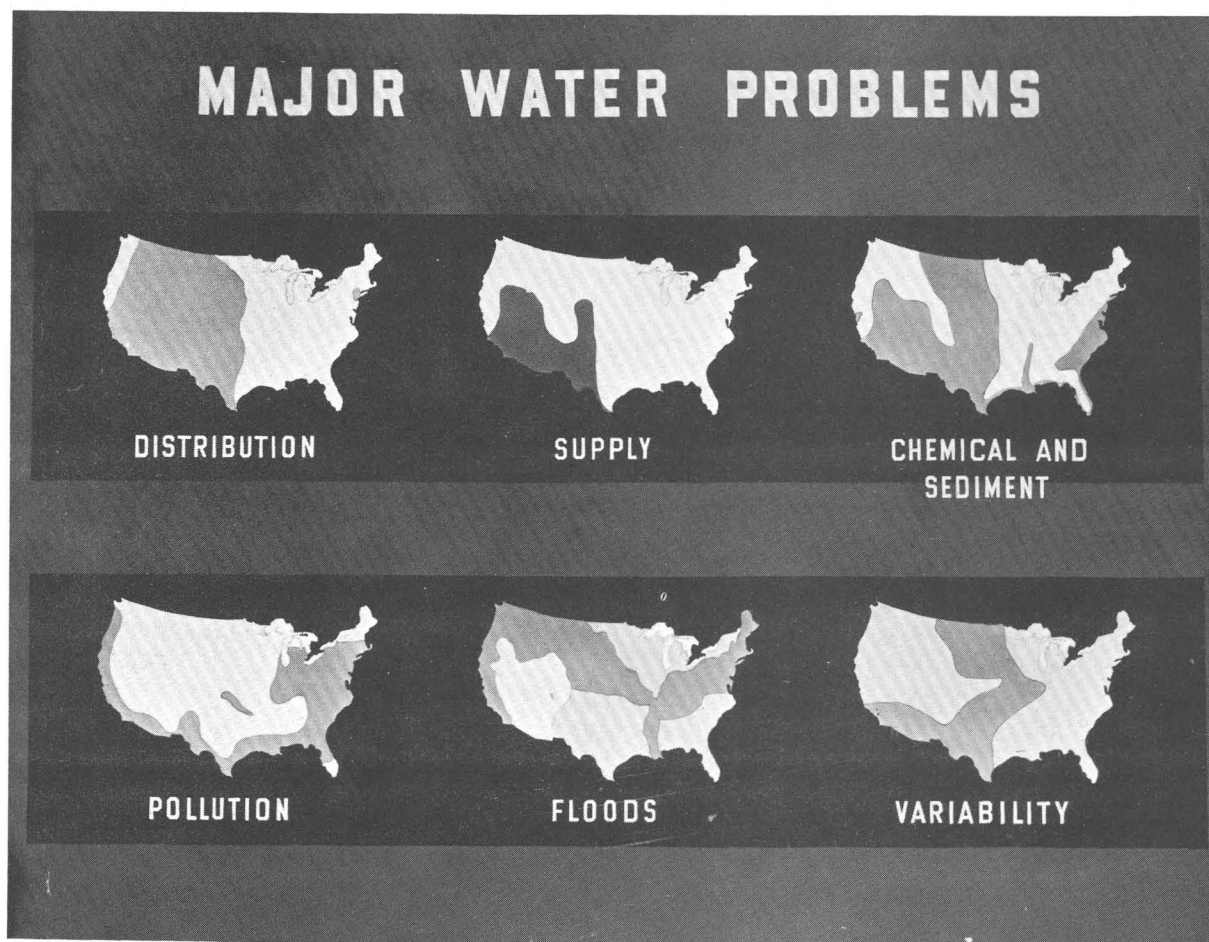 MAJOR WATER PROBLEMS
DISTRIBUTION
SUPPLY
CHEMICAL AND
SEDIMENT
POLLUTION
FLOODS
VARIABILITY